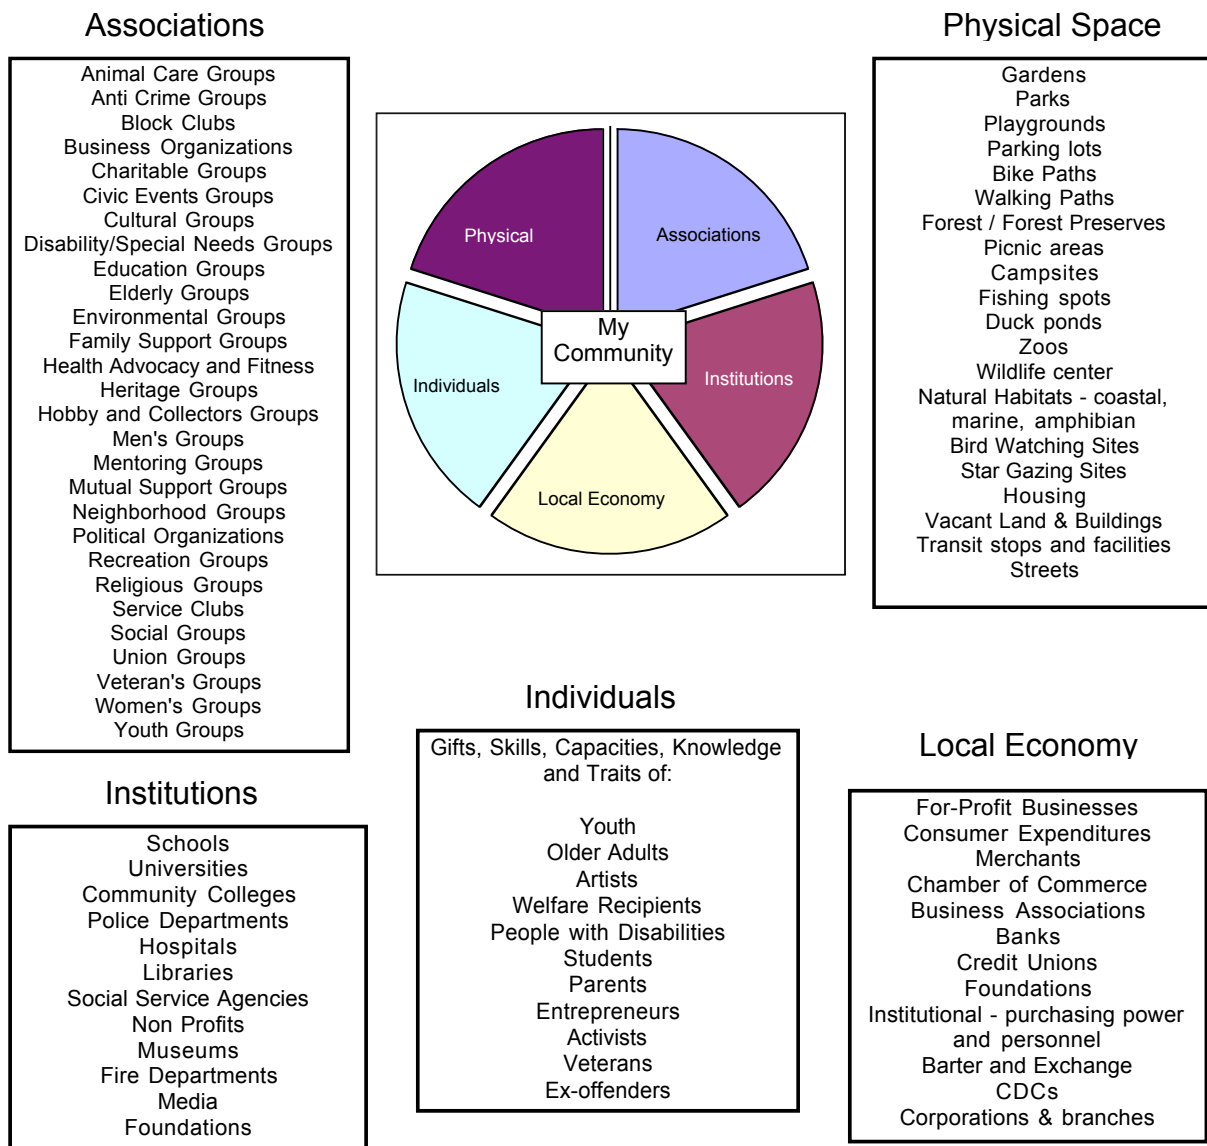 Associations
Animal Care Groups
Anti Crime Groups
Block Clubs
Business Organizations
Charitable Groups
Civic Events Groups
Cultural Groups
Disability/Special Needs Groups
Education Groups
Elderly Groups
Environmental Groups
Family Support Groups
Health Advocacy and Fitness
Heritage Groups
Hobby and Collectors Groups
Men's Groups
Mentoring Groups
Mutual Support Groups
Neighborhood Groups
Political Organizations
Recreation Groups
Religious Groups
Service Clubs
Social Groups
Union Groups
Veteran's Groups
Women's Groups
Youth Groups
Physical
Associations
My
Community
Individuals
Institutions
Local Economy
Physical Space
Gardens
Parks
Playgrounds
Parking lots
Bike Paths
Walking Paths
Forest / Forest Preserves
Picnic areas
Campsites
Fishing spots
Duck ponds
Zoos
Wildlife center
Natural Habitats - coastal,
marine, amphibian
Bird Watching Sites
Star Gazing Sites
Housing
Vacant Land & Buildings
Transit stops and facilities
Streets
Institutions
Schools
Universities
Community Colleges
Police Departments
Hospitals
Libraries
Social Service Agencies
Non Profits
Museums
Fire Departments
Media
Foundations
Individuals
Gifts, Skills, Capacities, Knowledge
and Traits of:
Youth
Older Adults
Artists
Welfare Recipients
People with Disabilities
Students
Parents
Entrepreneurs
Activists
Veterans
Ex-offenders
Local Economy
For-Profit Businesses
Consumer Expenditures
Merchants
Chamber of Commerce
Business Associations
Banks
Credit Unions
Foundations
Institutional - purchasing power
and personnel
Barter and Exchange
CDCs
Corporations & branches